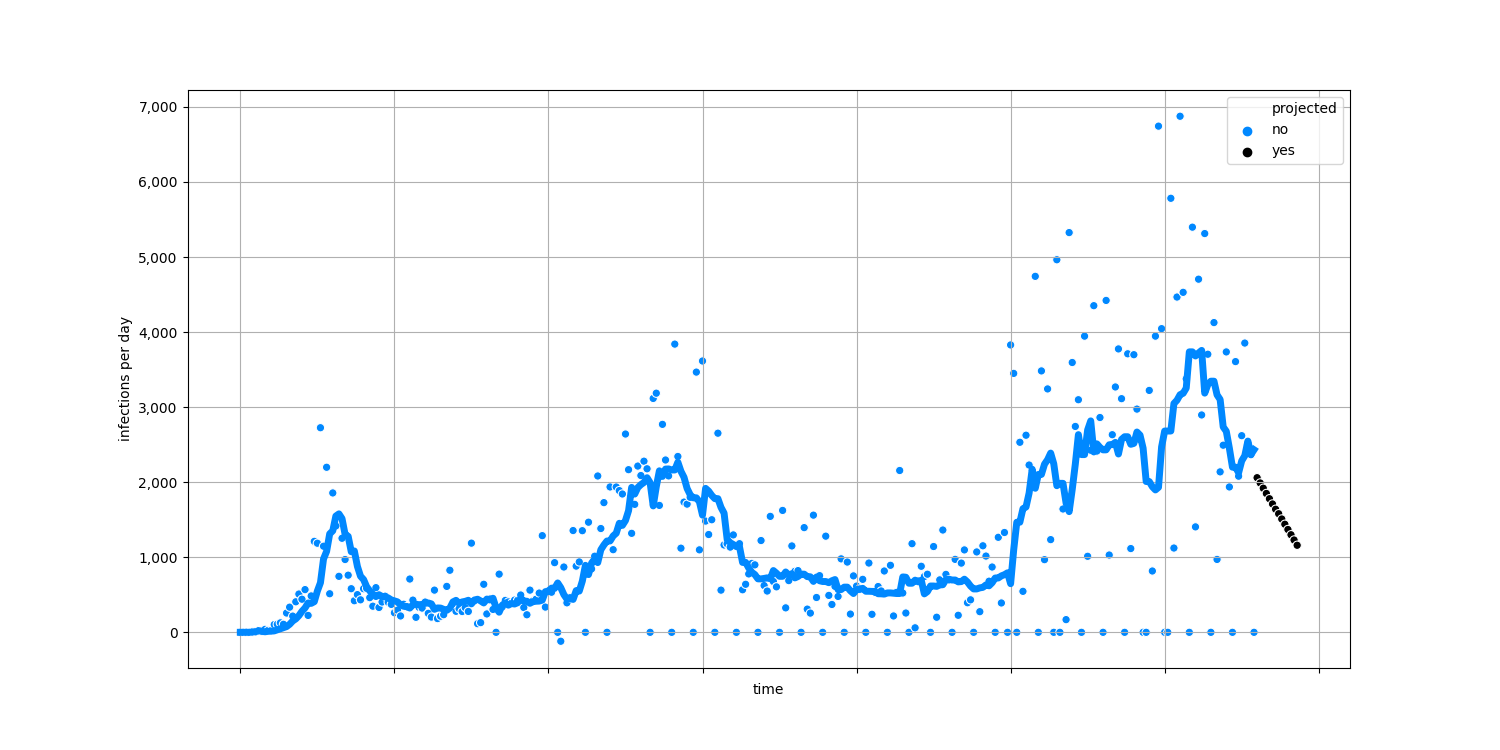 7,000
6,000
5,000
4,000
3,000
2,000
1,000
0
infections per day
time
projected
no
yes